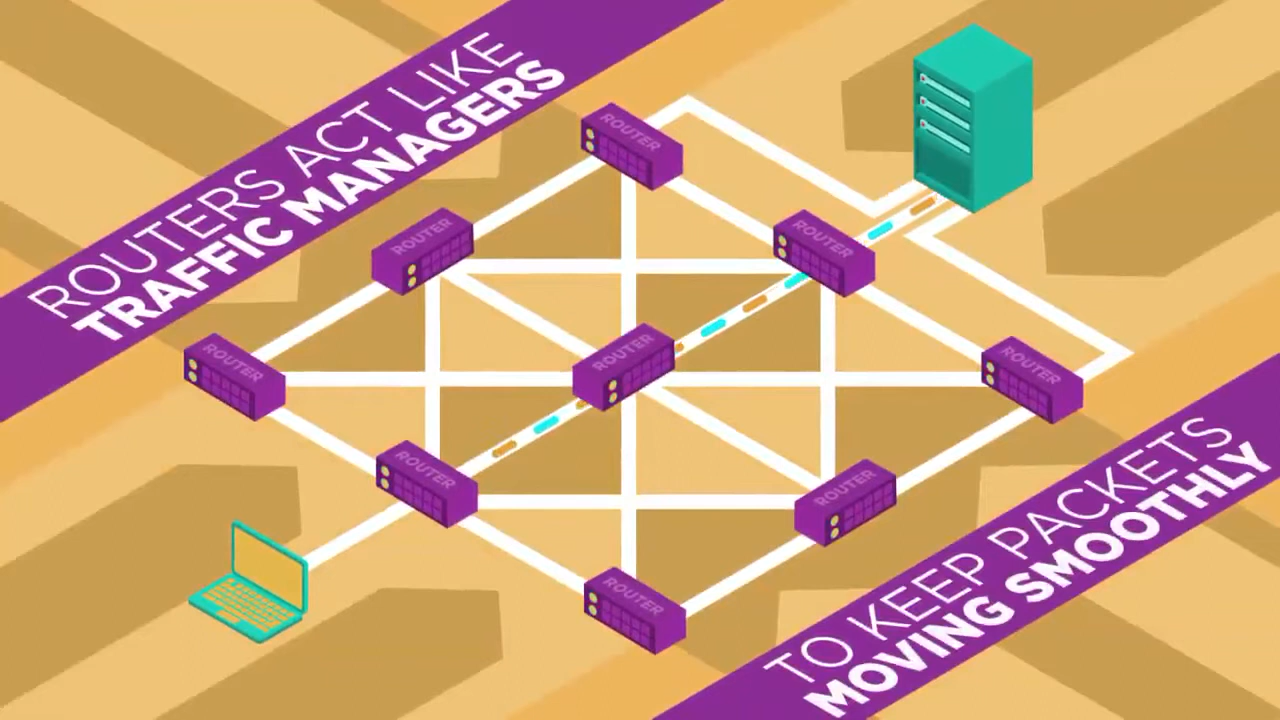 ROUTERS ACT LIKE
TRAFFIC MANAGERS
ROUTER
ROUTER
ROUTER
ROUTER
ROUTER
ROUTER
ROUTER
ROUTER
ROUTER
TO KEEP PACKETS
MOVING SMOOTHLY